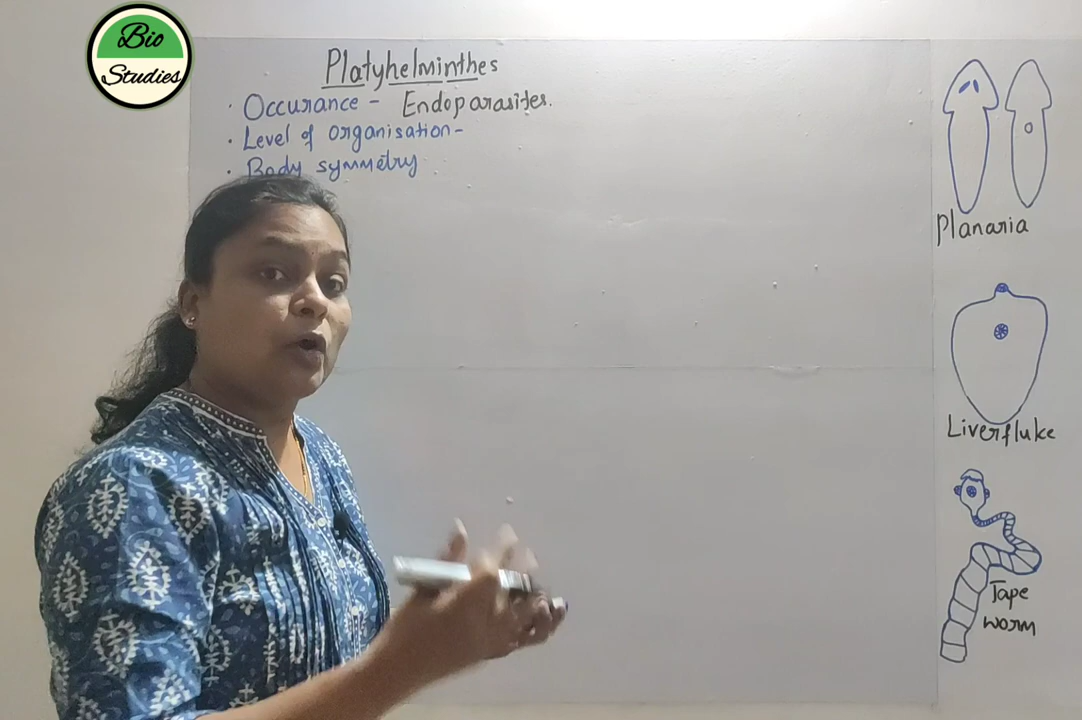 Bio
Studies
Platyhelminthes
· Occurance - Endoparasites.
· Level of organisation -
· Body symmetry
Planaria
Liverfluke
Tape
worm